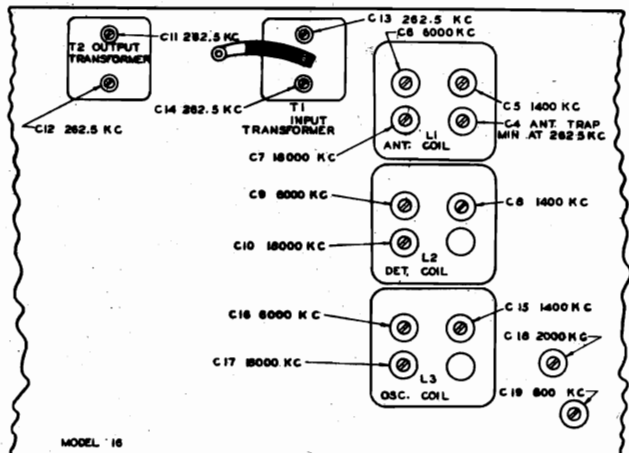 C13 262.5 KC
C6 6000 KC
C11 262.5 KC
T2 OUTPUT
TRANSFORMER
C5 1400 KC
C14 262.5 KC
T1
INPUT
TRANSFORMER
C12 262.5 KC
C4 ANT. TRAP
MIN. AT 262.5 KC
L1
ANT. COIL
C7 18000 KC
C9 6000 KC
C8 1400 KC
C10 18000 KC
L2
DET. COIL
C16 6000 KC
C15 1400 KC
C18 2000 KC
C17 18000 KC
L3
OSC. COIL
C19 600 KC
MODEL 16